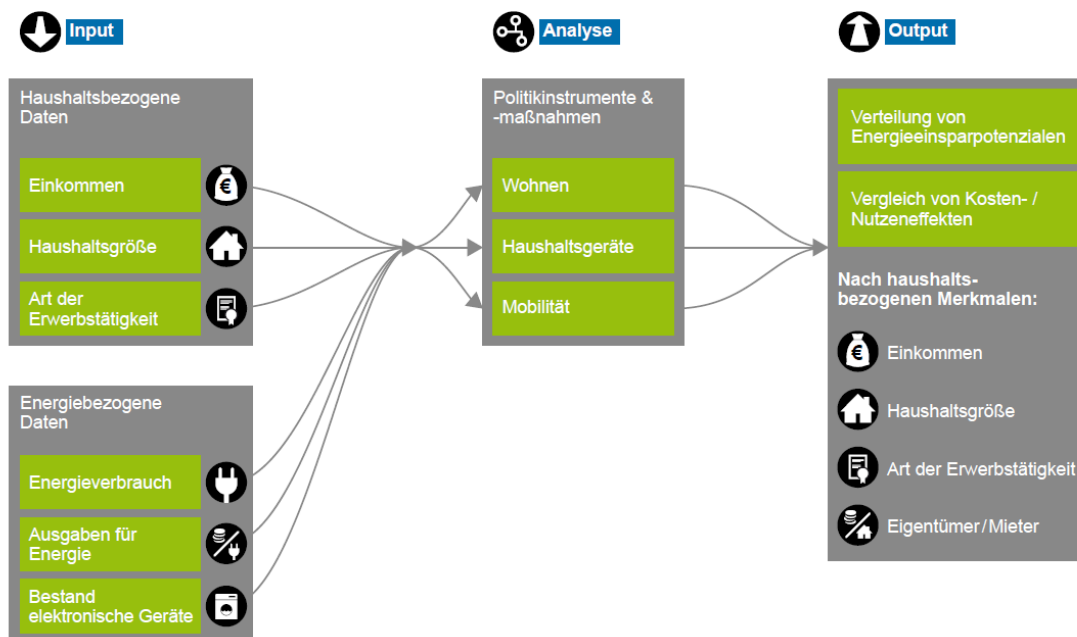 Input
Haushaltsbezogene
Daten
Einkommen
Haushaltsgröße
Art der
Erwerbstätigkeit
Energiebezogene
Daten
Energieverbrauch
Ausgaben für
Energie
Bestand
elektronische Geräte
Analyse
Politikinstrumente &
-maßnahmen
Wohnen
Haushaltsgeräte
Mobilität
Output
Verteilung von
Energieeinsparpotenzialen
Vergleich von Kosten- /
Nutzeneffekten
Nach haushalts-
bezogenen Merkmalen:
Einkommen
Haushaltsgröße
Art der Erwerbstätigkeit
Eigentümer/Mieter